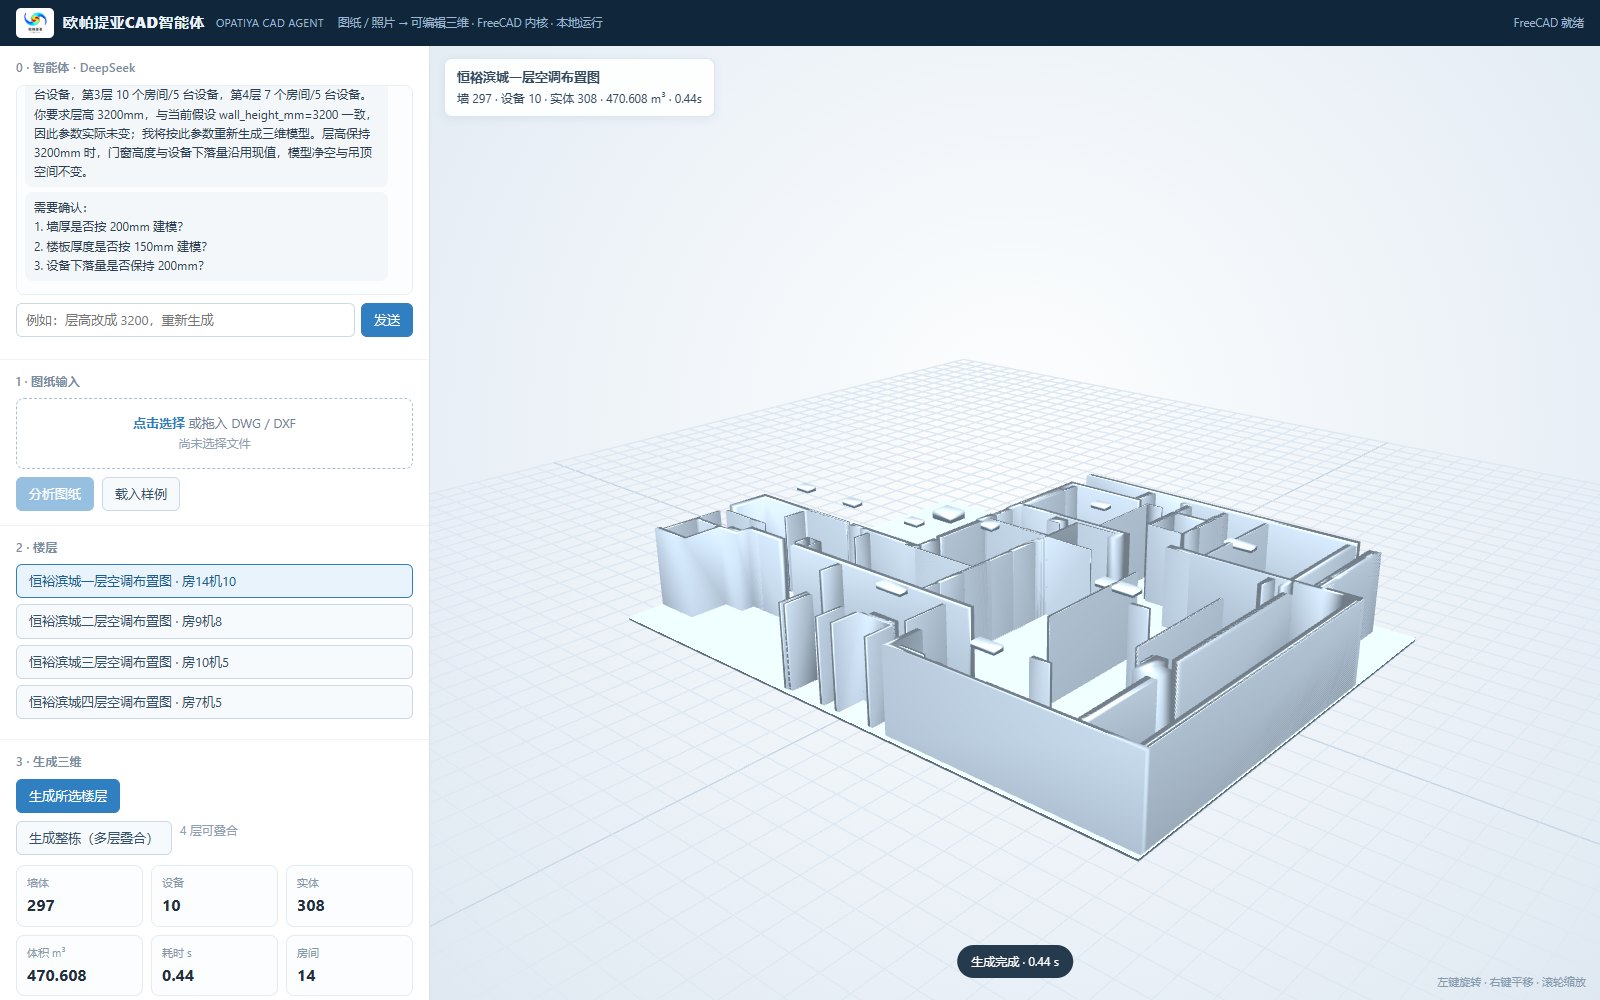 欧帕提亚CAD智能体 OPATIYA CAD AGENT 图纸 / 照片 → 可编辑三维 · FreeCAD 内核 · 本地运行
FreeCAD 就绪
0 · 智能体 · DeepSeek
台设备，第3层 10 个房间/5 台设备，第4层 7 个房间/5 台设备。
你要求层高 3200mm，与当前假设 wall_height_mm=3200 一致，
因此参数实际未变；我将按此参数重新生成三维模型。层高保持
3200mm 时，门窗高度与设备下落量沿用现值，模型净空与吊顶
空间不变。
需要确认：
1. 墙厚是否按 200mm 建模？
2. 楼板厚度是否按 150mm 建模？
3. 设备下落量是否保持 200mm？
例如：层高改成 3200，重新生成
发送
1 · 图纸输入
点击选择 或拖入 DWG / DXF
尚未选择文件
分析图纸
载入样例
2 · 楼层
恒裕滨城一层空调布置图 · 房14机10
恒裕滨城二层空调布置图 · 房9机8
恒裕滨城三层空调布置图 · 房10机5
恒裕滨城四层空调布置图 · 房7机5
3 · 生成三维
生成所选楼层
生成整栋（多层叠合）
4 层可叠合
墙体
297
设备
10
实体
308
体积 m³
470.608
耗时 s
0.44
房间
14
恒裕滨城一层空调布置图
墙 297 · 设备 10 · 实体 308 · 470.608 m³ · 0.44s
生成完成 · 0.44 s
左键旋转 · 右键平移 · 滚轮缩放